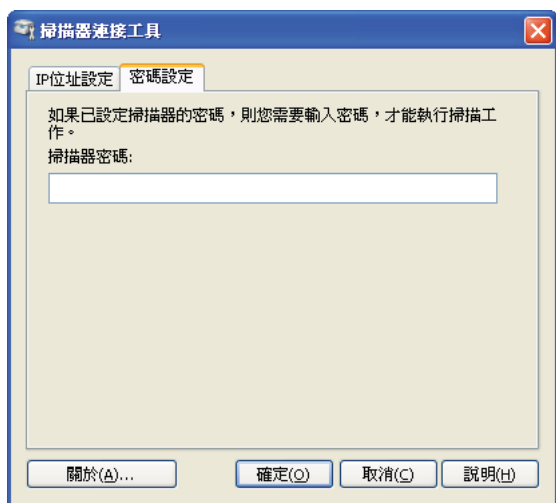 掃描器連接工具
IP位址設定 密碼設定
如果已設定掃描器的密碼，則您需要輸入密碼，才能執行掃描工
作。
掃描器密碼:
關於(A)... 確定(O) 取消(C) 說明(H)